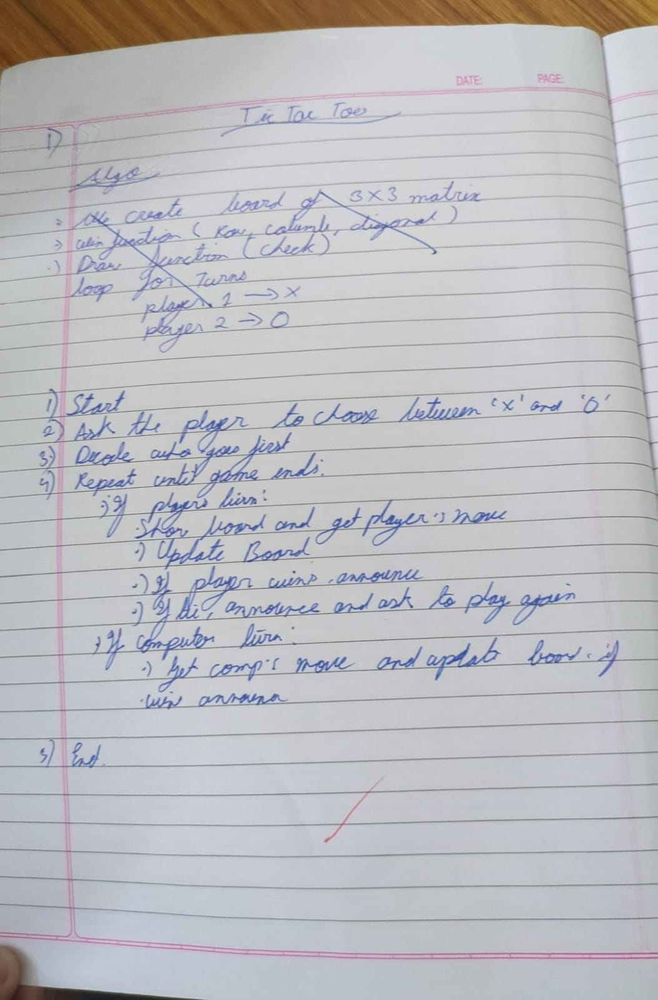 DATE: PAGE:
Tic Tac Toe
1)
Algo
:) We create board of 3X3 matrix
:) Win function ( Row, columb, diagonal )
:) Draw function (check)
loop for Turns
player 1 → X
player 2 → O
1) Start
2) Ask the player to choose between 'X' and 'O'
3) Decide who goes first
4) Repeat until game ends:
:) If players turn:
Show board and get player's move
:) Update Board
:) If player wins, announce
:) If tie, announce and ask to play again
:) If computer turn:
:) Get comp's move and update board. if
win announce
5) End.